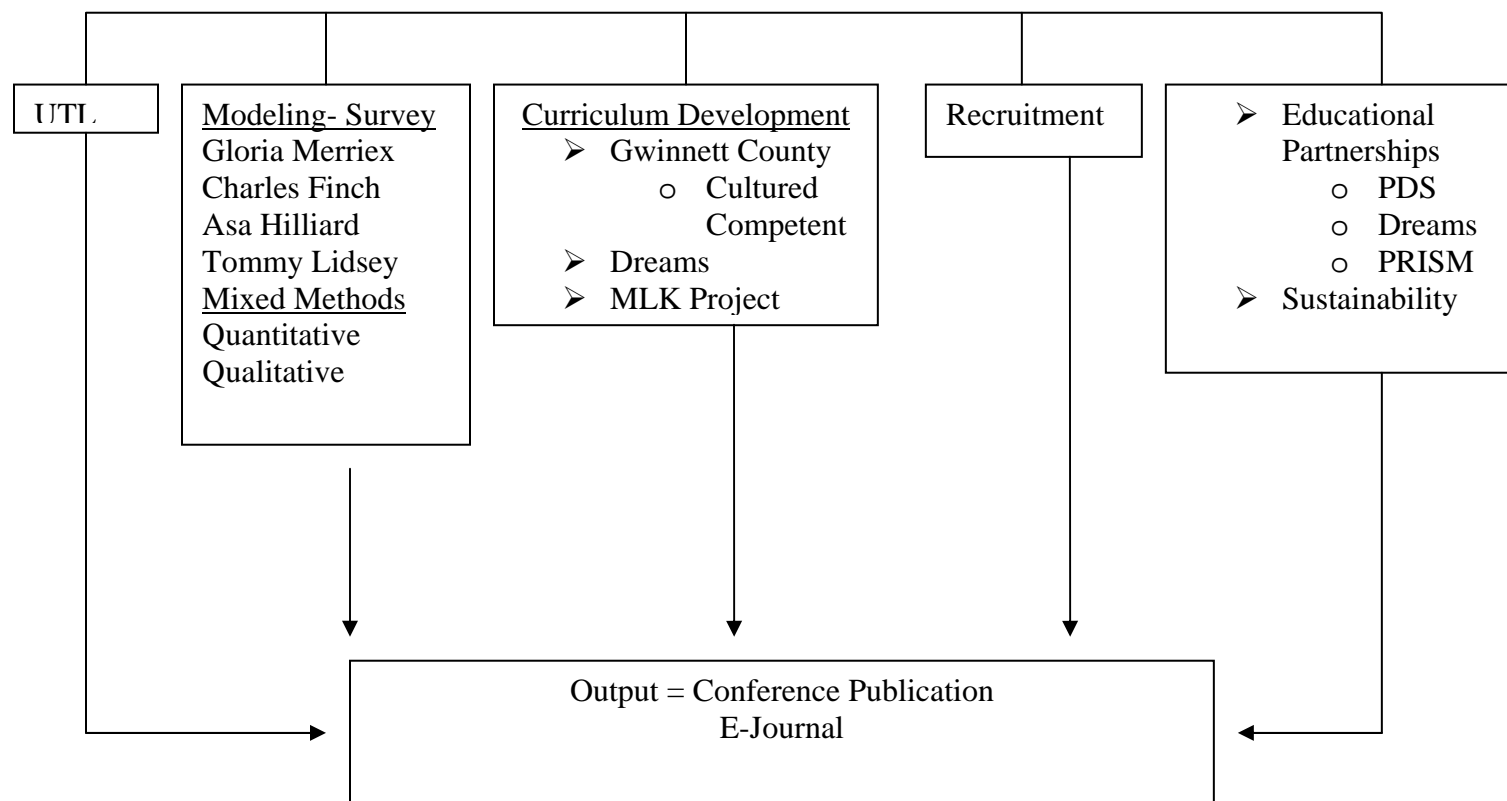 UTL
Modeling- Survey
Gloria Merriex
Charles Finch
Asa Hilliard
Tommy Lidsey
Mixed Methods
Quantitative
Qualitative
Curriculum Development
➢ Gwinnett County
o Cultured
Competent
➢ Dreams
➢ MLK Project
Recruitment
➢ Educational
Partnerships
o PDS
o Dreams
o PRISM
➢ Sustainability
Output = Conference Publication
E-Journal